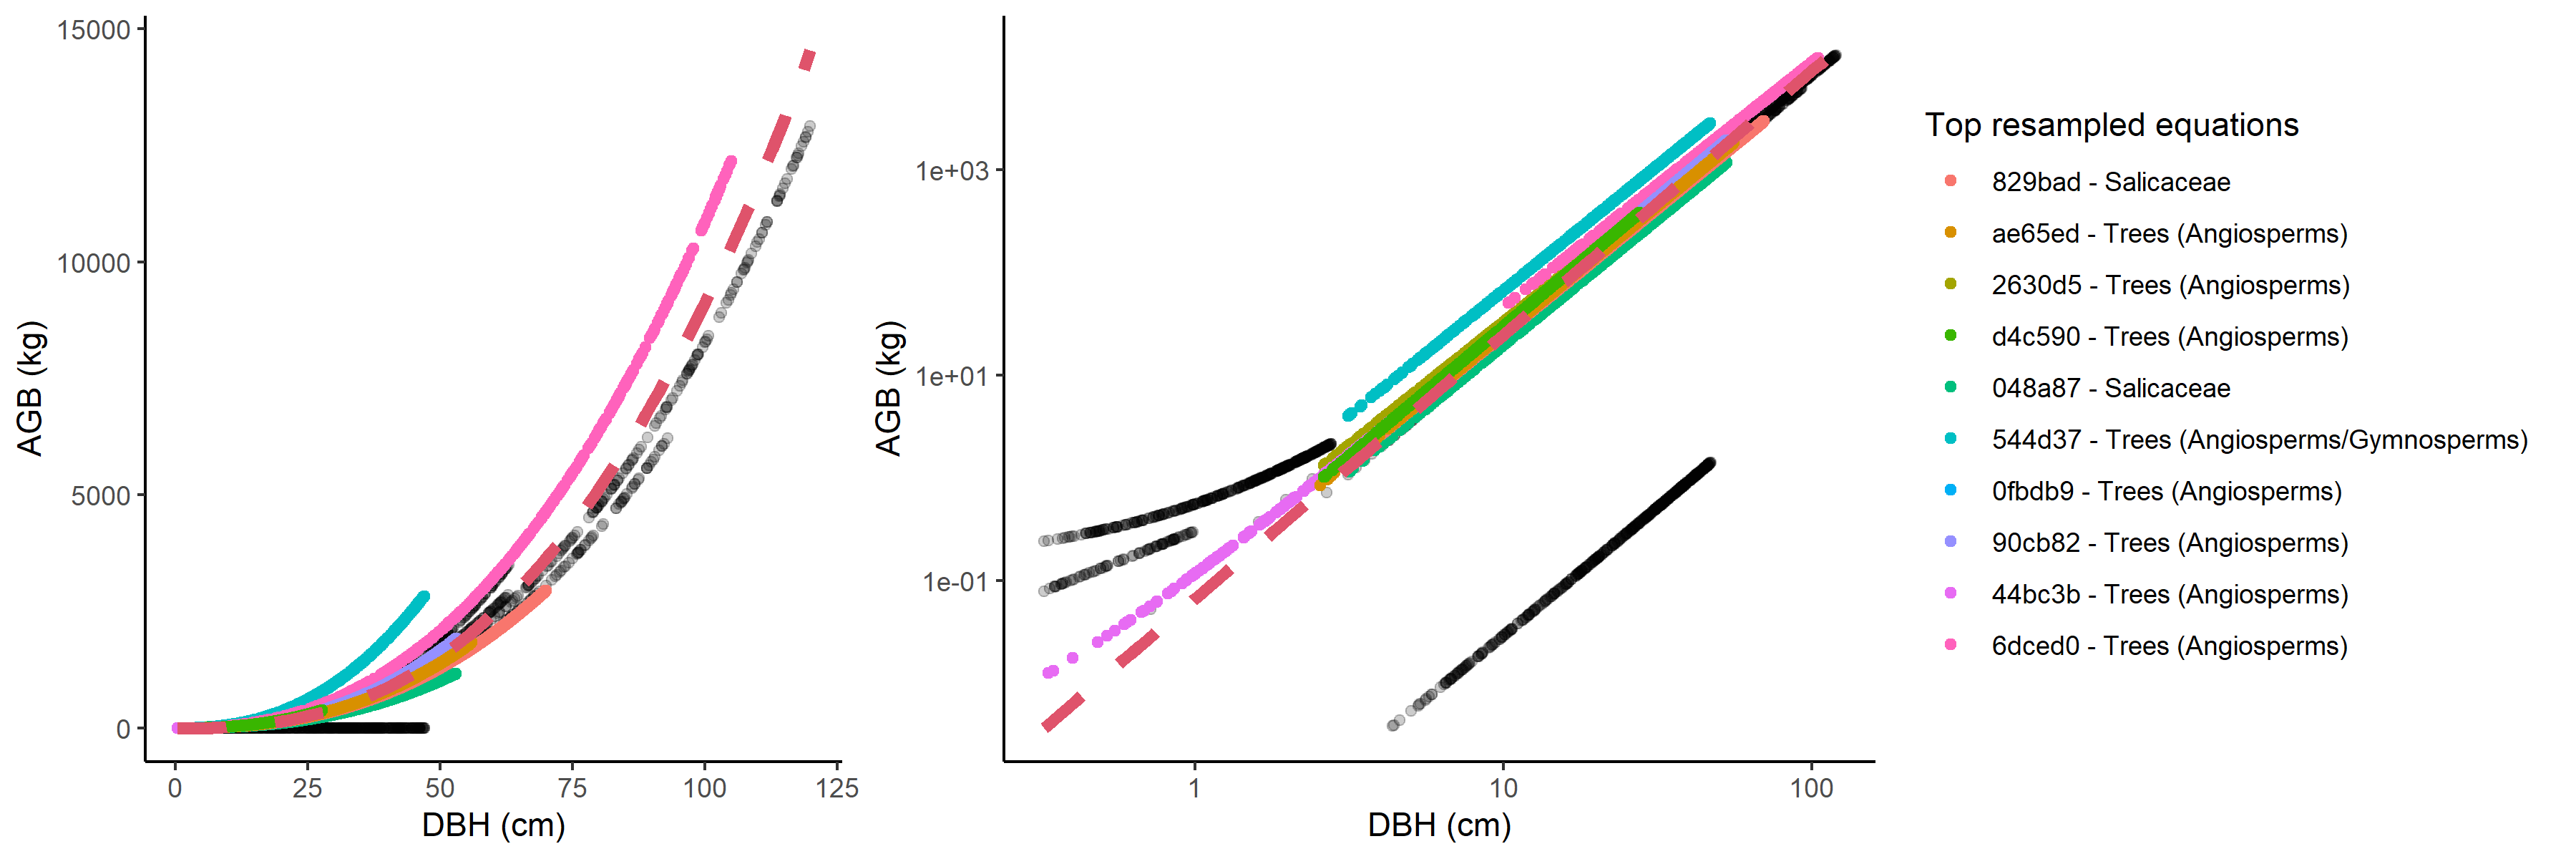 15000
10000
5000
0
AGB (kg)
0 25 50 75 100 125
DBH (cm)
1e+03
1e+01
1e-01
AGB (kg)
1 10 100
DBH (cm)
Top resampled equations
829bad - Salicaceae
ae65ed - Trees (Angiosperms)
2630d5 - Trees (Angiosperms)
d4c590 - Trees (Angiosperms)
048a87 - Salicaceae
544d37 - Trees (Angiosperms/Gymnosperms)
0fbdb9 - Trees (Angiosperms)
90cb82 - Trees (Angiosperms)
44bc3b - Trees (Angiosperms)
6dced0 - Trees (Angiosperms)